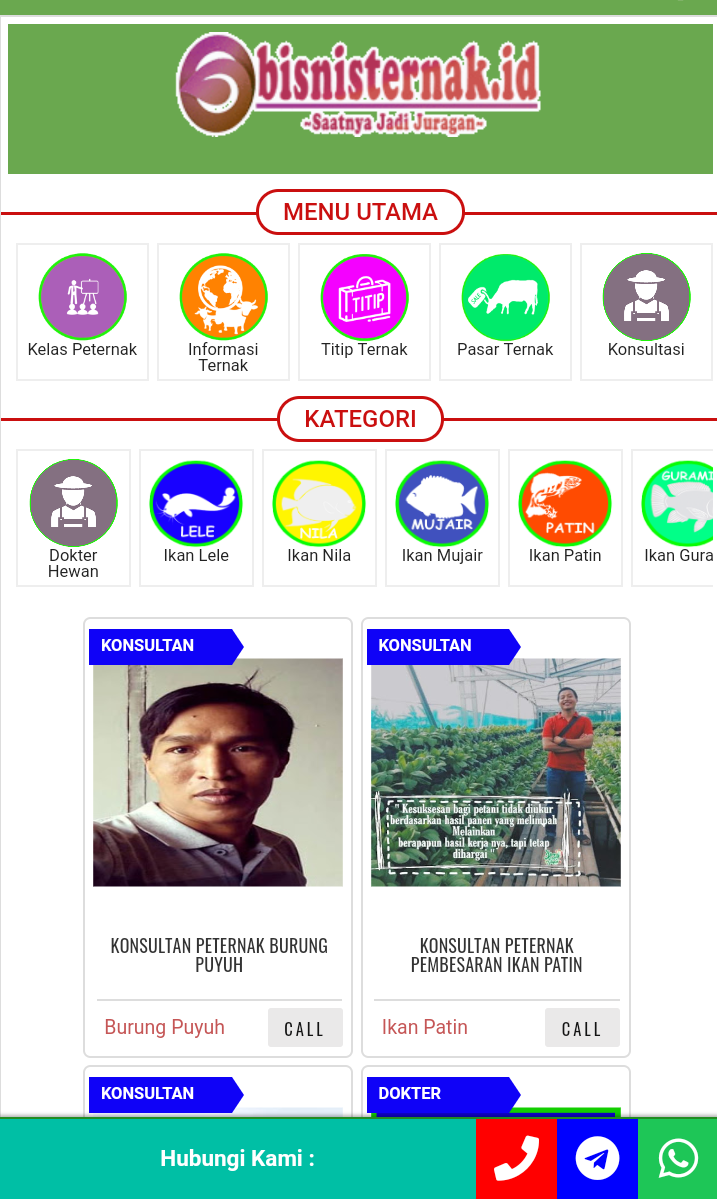 bisnisternak.id
~Saatnya Jadi Juragan~
MENU UTAMA
TITIP
SALE
Kelas Peternak
Informasi
Ternak
Titip Ternak
Pasar Ternak
Konsultasi
KATEGORI
LELE
NILA
MUJAIR
PATIN
GURAMI
Dokter
Hewan
Ikan Lele
Ikan Nila
Ikan Mujair
Ikan Patin
Ikan Gura
KONSULTAN
KONSULTAN
" Kesuksesan bagi petani tidak diukur
berdasarkan hasil panen yang melimpah
Melainkan
berapapun hasil kerja nya, tapi tetap
dihargai "
KONSULTAN PETERNAK BURUNG
PUYUH
KONSULTAN PETERNAK
PEMBESARAN IKAN PATIN
Burung Puyuh
CALL
Ikan Patin
CALL
KONSULTAN
DOKTER
Hubungi Kami :